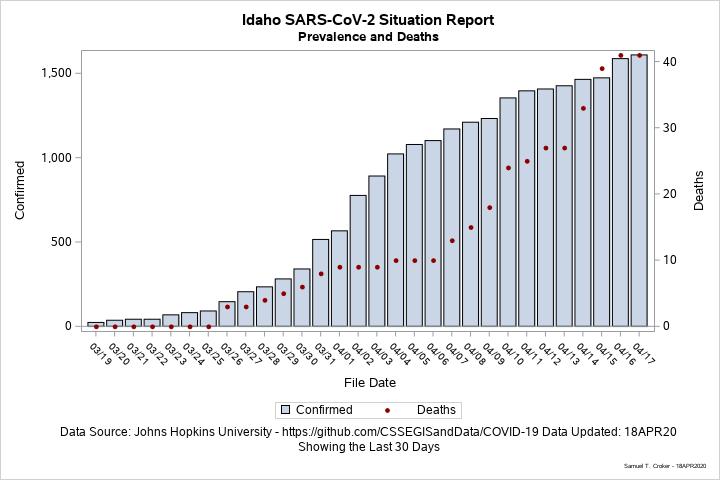 Idaho SARS-CoV-2 Situation Report
Prevalence and Deaths
Confirmed
1,500
1,000
500
0
40
30
20
10
0
Deaths
03/19 03/20 03/21 03/22 03/23 03/24 03/25 03/26 03/27 03/28 03/29 03/30 03/31 04/01 04/02 04/03 04/04 04/05 04/06 04/07 04/08 04/09 04/10 04/11 04/12 04/13 04/14 04/15 04/16 04/17
File Date
Confirmed Deaths
Data Source: Johns Hopkins University - https://github.com/CSSEGISandData/COVID-19 Data Updated: 18APR20
Showing the Last 30 Days
Samuel T. Croker - 18APR2020